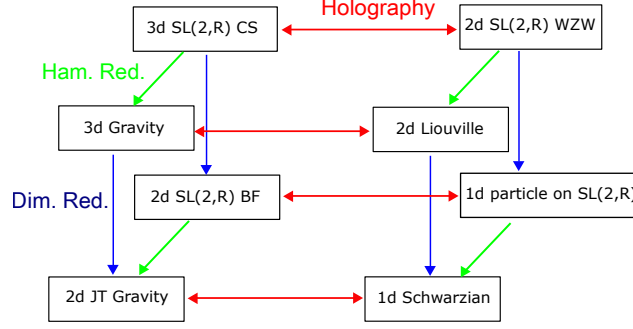 Holography
3d SL(2,R) CS
2d SL(2,R) WZW
Ham. Red.
3d Gravity
2d Liouville
2d SL(2,R) BF
1d particle on SL(2,R)
Dim. Red.
2d JT Gravity
1d Schwarzian